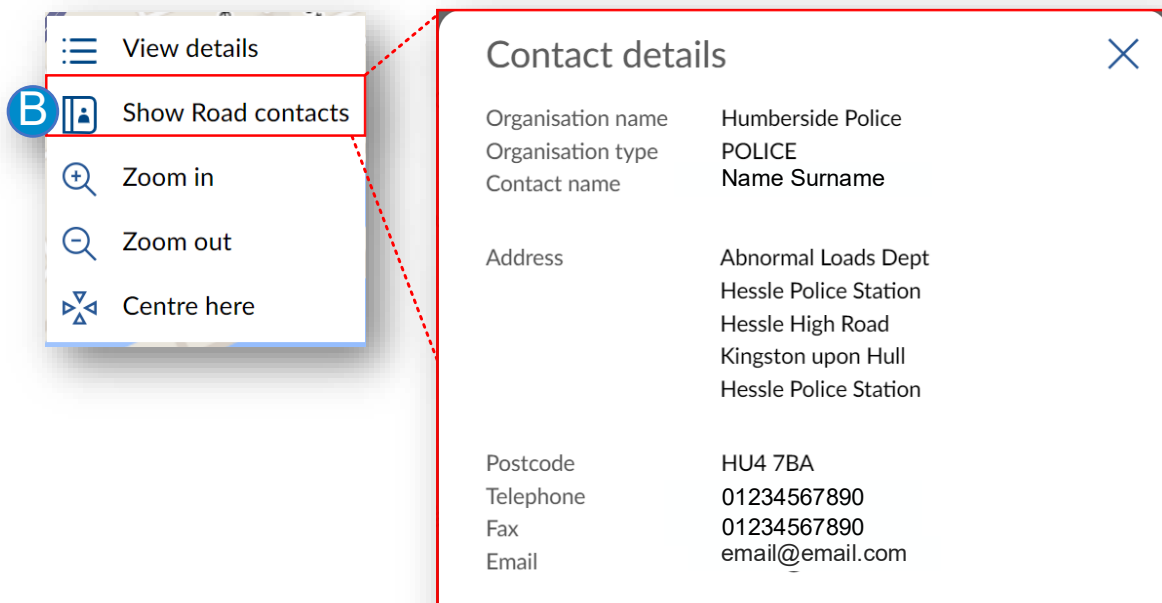 View details
B
Show Road contacts
Zoom in
Zoom out
Centre here
Contact details
Organisation name Humberside Police
Organisation type POLICE
Contact name Name Surname
Address Abnormal Loads Dept
Hessle Police Station
Hessle High Road
Kingston upon Hull
Hessle Police Station
Postcode HU4 7BA
Telephone 01234567890
Fax 01234567890
Email email@email.com